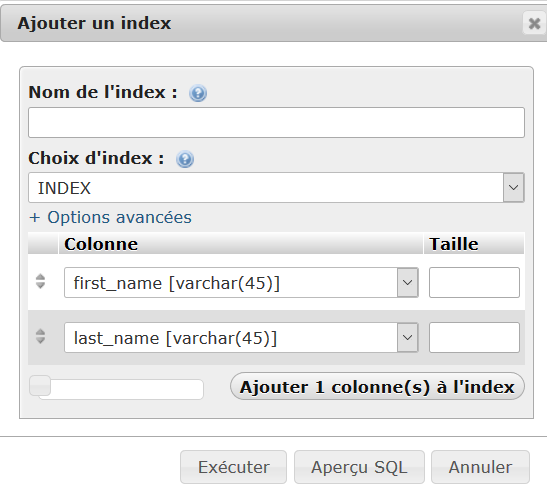 Ajouter un index
Nom de l'index :
Choix d'index :
INDEX
+ Options avancées
Colonne Taille
first_name [varchar(45)]
last_name [varchar(45)]
Ajouter 1 colonne(s) à l'index
Exécuter Aperçu SQL Annuler